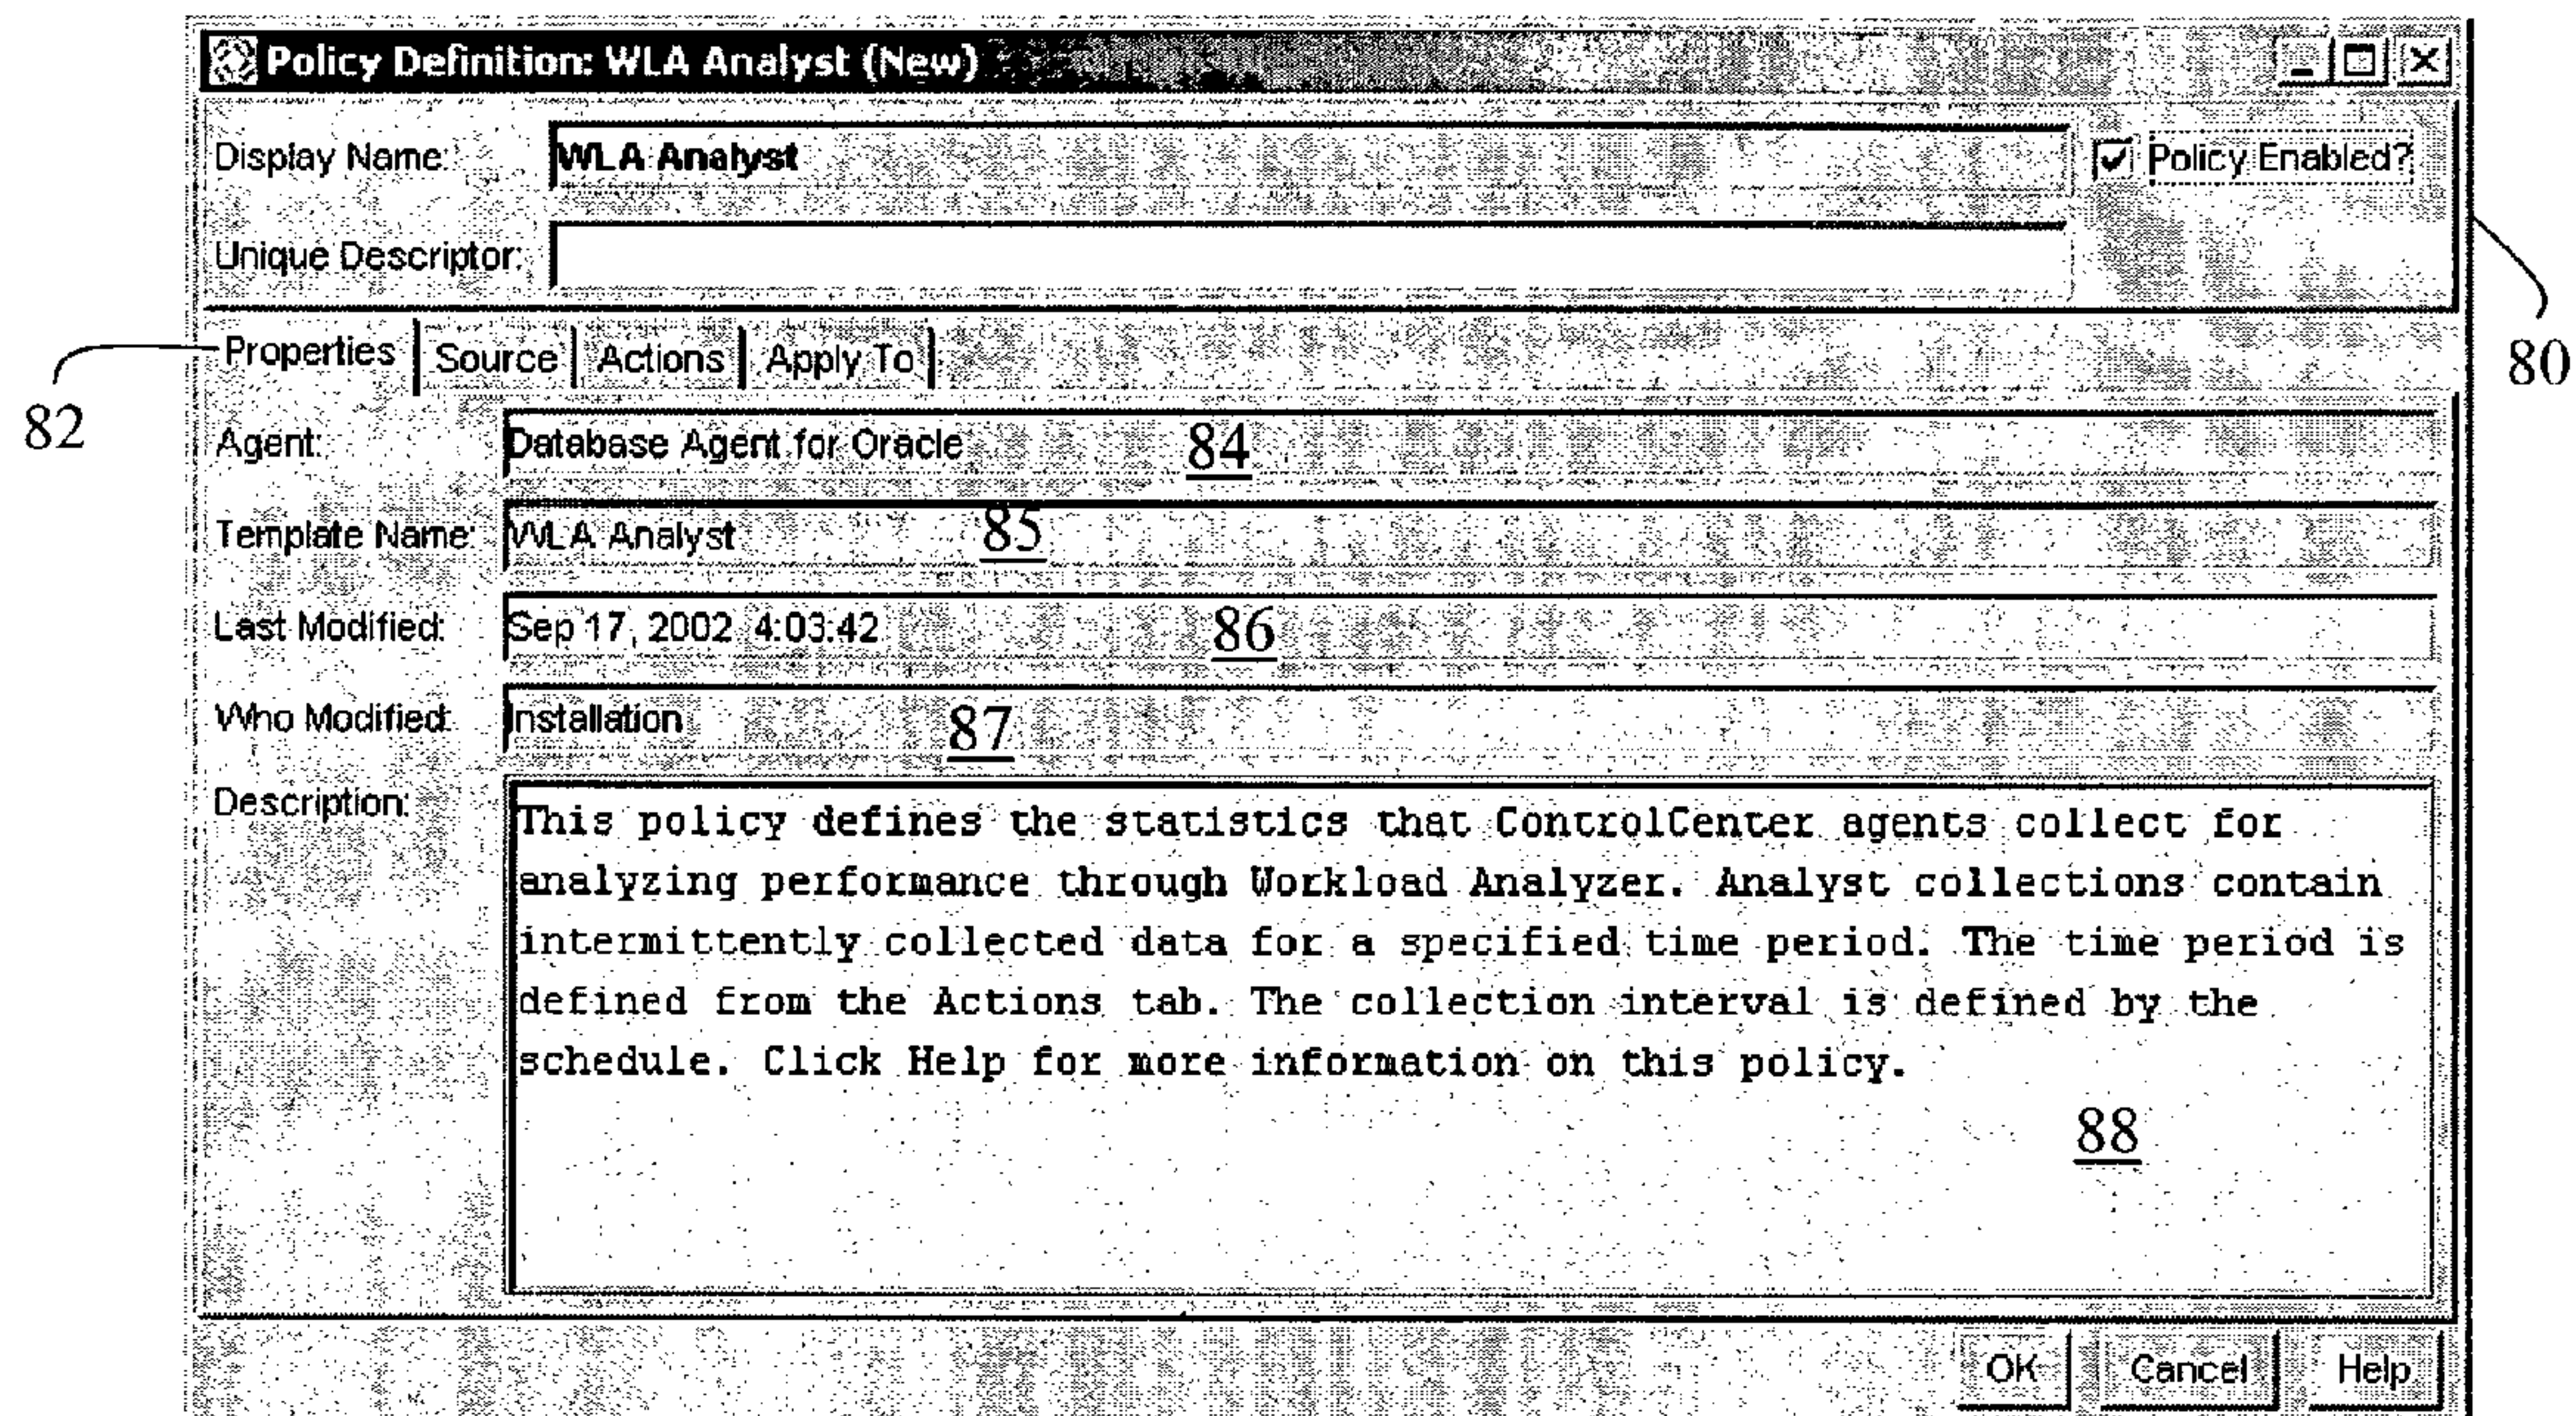 Policy Definition: WLA Analyst (New)
Display Name: WLA Analyst Policy Enabled?
Unique Descriptor:
80
Properties Source Actions Apply To
82
Agent: Database Agent for Oracle 84
Template Name: WLA Analyst 85
Last Modified: Sep 17, 2002 4:03:42 86
Who Modified: Installation 87
Description: This policy defines the statistics that ControlCenter agents collect for
analyzing performance through Workload Analyzer. Analyst collections contain
intermittently collected data for a specified time period. The time period is
defined from the Actions tab. The collection interval is defined by the
schedule. Click Help for more information on this policy.
88
OK Cancel Help